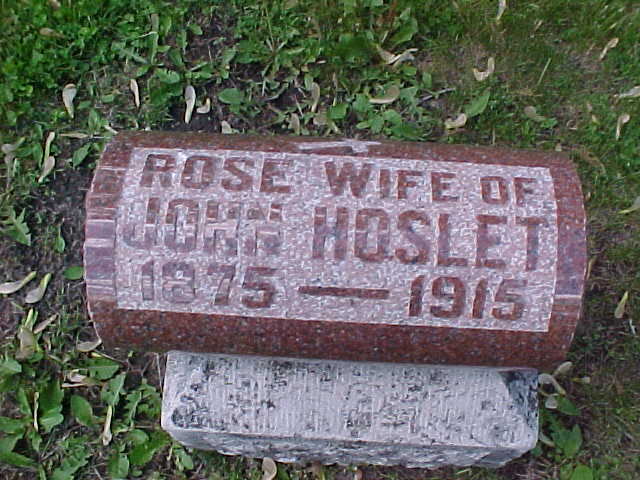 ROSE WIFE OF
JOHN HOSLET
1875 — 1915